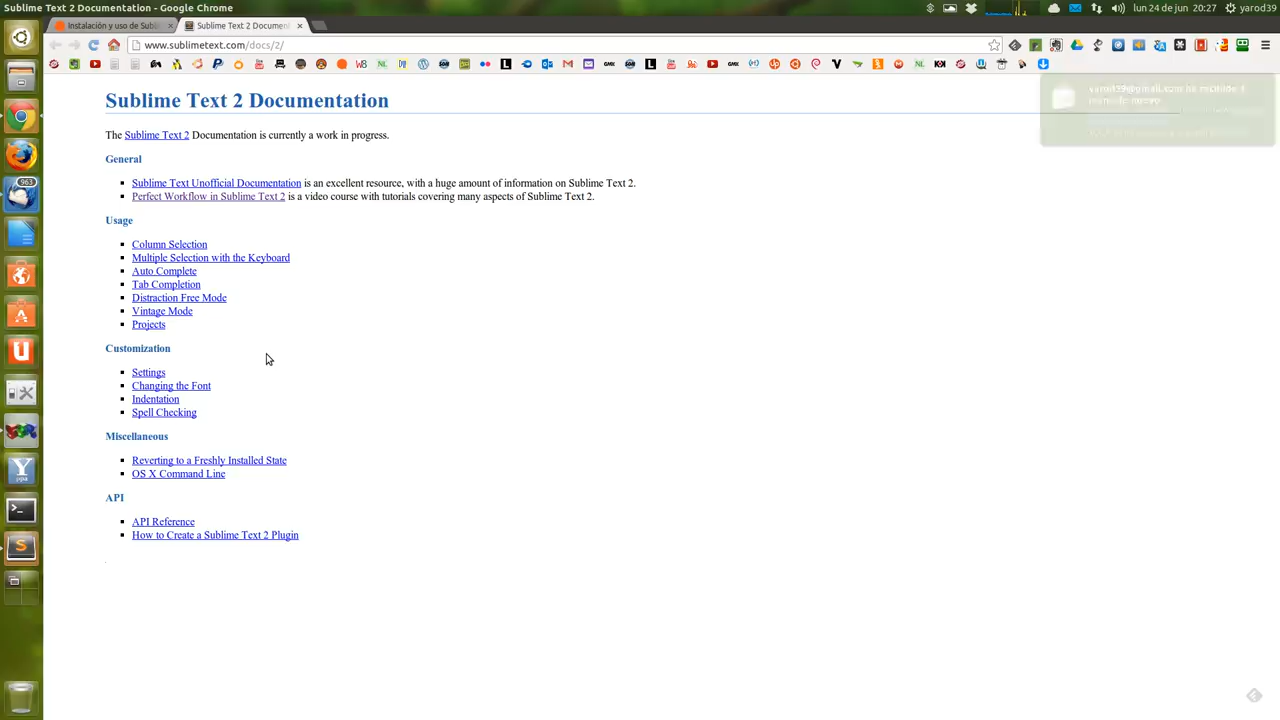 Sublime Text 2 Documentation - Google Chrome
lun 24 de jun 20:27 yarod39
Instalación y uso de Subl
Sublime Text 2 Document
www.sublimetext.com/docs/2/
Sublime Text 2 Documentation
The Sublime Text 2 Documentation is currently a work in progress.
General
Sublime Text Unofficial Documentation is an excellent resource, with a huge amount of information on Sublime Text 2.
Perfect Workflow in Sublime Text 2 is a video course with tutorials covering many aspects of Sublime Text 2.
Usage
Column Selection
Multiple Selection with the Keyboard
Auto Complete
Tab Completion
Distraction Free Mode
Vintage Mode
Projects
Customization
Settings
Changing the Font
Indentation
Spell Checking
Miscellaneous
Reverting to a Freshly Installed State
OS X Command Line
API
API Reference
How to Create a Sublime Text 2 Plugin
963